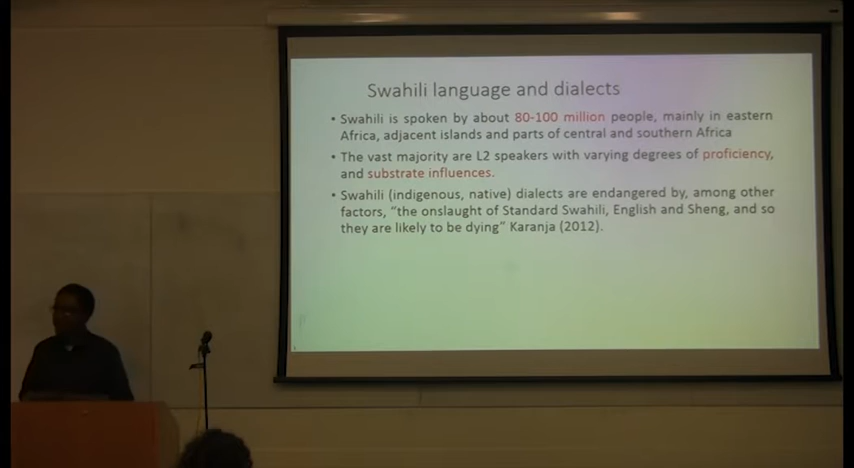 Swahili language and dialects
• Swahili is spoken by about 80-100 million people, mainly in eastern
Africa, adjacent islands and parts of central and southern Africa
• The vast majority are L2 speakers with varying degrees of proficiency,
and substrate influences.
• Swahili (indigenous, native) dialects are endangered by, among other
factors, "the onslaught of Standard Swahili, English and Sheng, and so
they are likely to be dying" Karanja (2012).